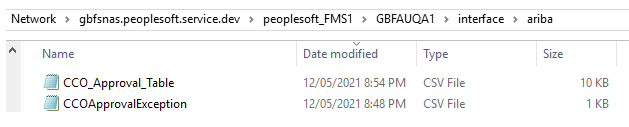 Network > gbfsnas.peoplesoft.service.dev > peoplesoft_FMS1 > GBFAUQA1 > interface > ariba
Name Date modified Type Size
CCO_Approval_Table 12/05/2021 8:54 PM CSV File 10 KB
CCOApprovalException 12/05/2021 8:48 PM CSV File 1 KB